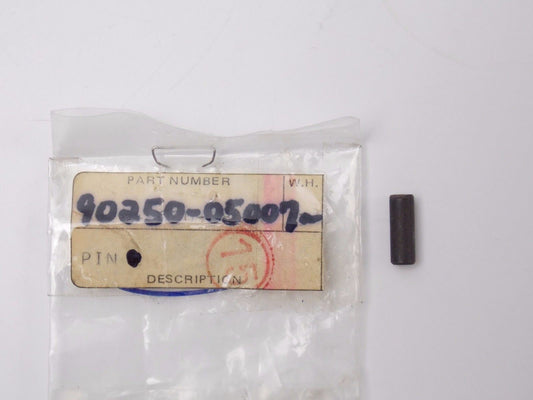 PART NUMBER W.H.
90250-05007
PIN
15
DESCRIPTION